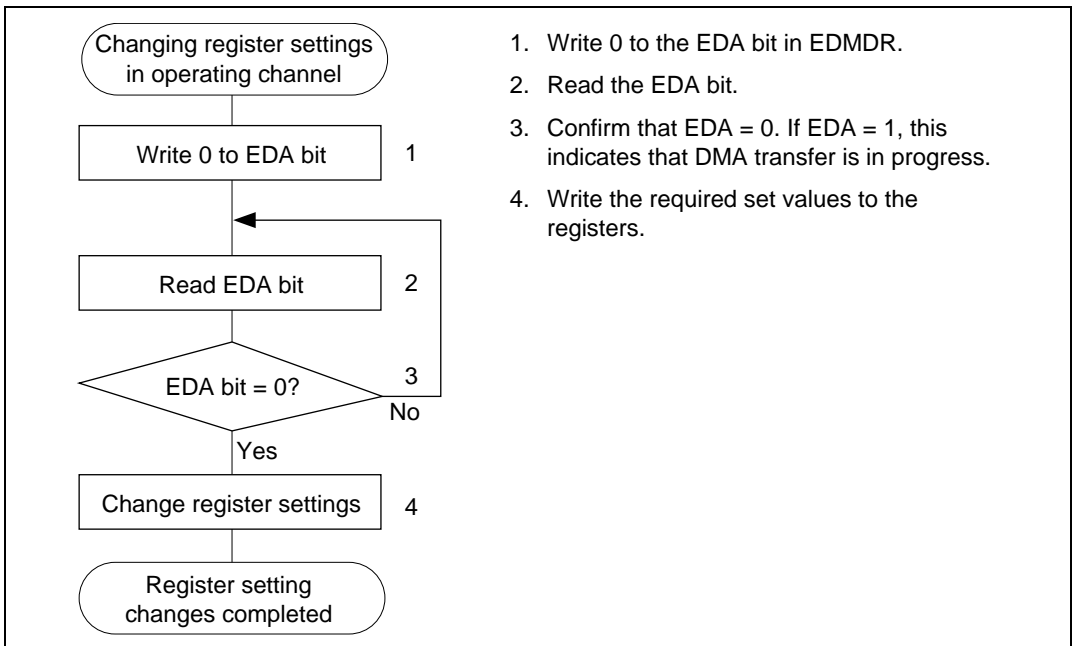 Changing register settings
in operating channel
Write 0 to EDA bit
1
Read EDA bit
2
EDA bit = 0?
3
No
Yes
Change register settings
4
Register setting
changes completed
1. Write 0 to the EDA bit in EDMDR.
2. Read the EDA bit.
3. Confirm that EDA = 0. If EDA = 1, this
indicates that DMA transfer is in progress.
4. Write the required set values to the
registers.